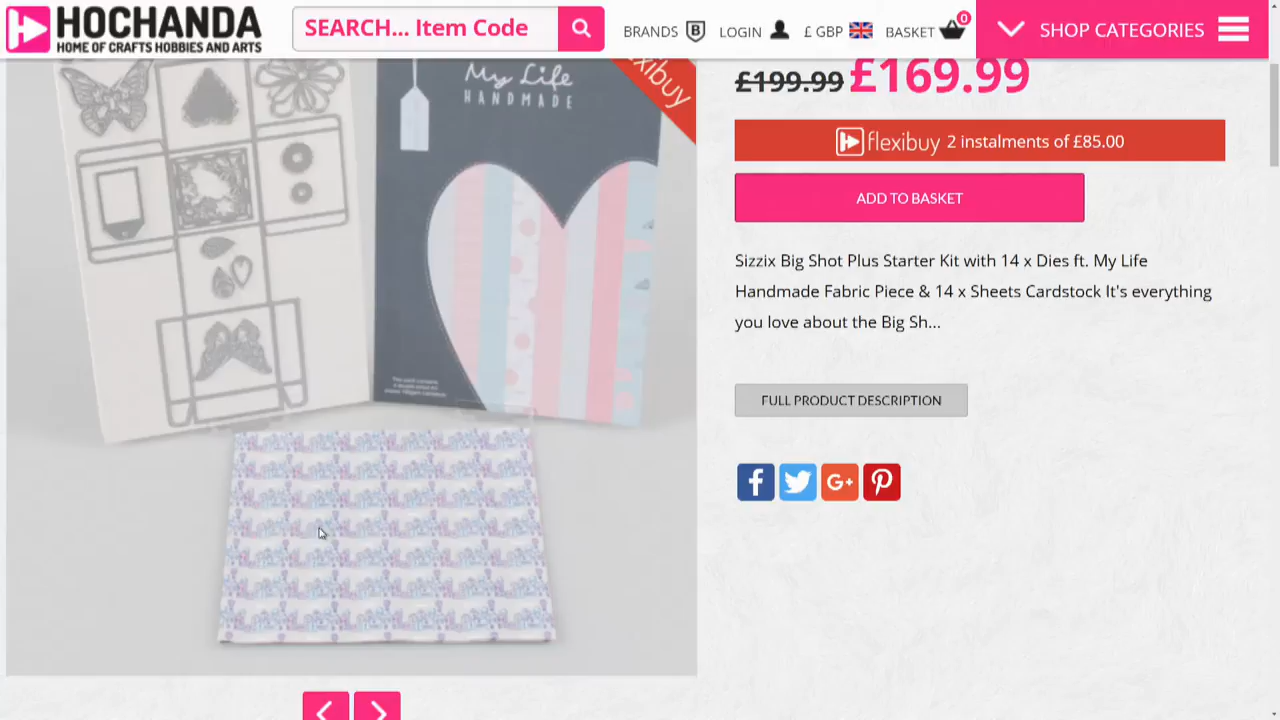 HOCHANDA
HOME OF CRAFTS HOBBIES AND ARTS
SEARCH... Item Code
BRANDS
B
LOGIN
£ GBP
BASKET
0
SHOP CATEGORIES
My Life
HANDMADE
xibuy
£199.99 £169.99
flexibuy 2 instalments of £85.00
ADD TO BASKET
Sizzix Big Shot Plus Starter Kit with 14 x Dies ft. My Life
Handmade Fabric Piece & 14 x Sheets Cardstock It's everything
you love about the Big Sh...
FULL PRODUCT DESCRIPTION
f
G+